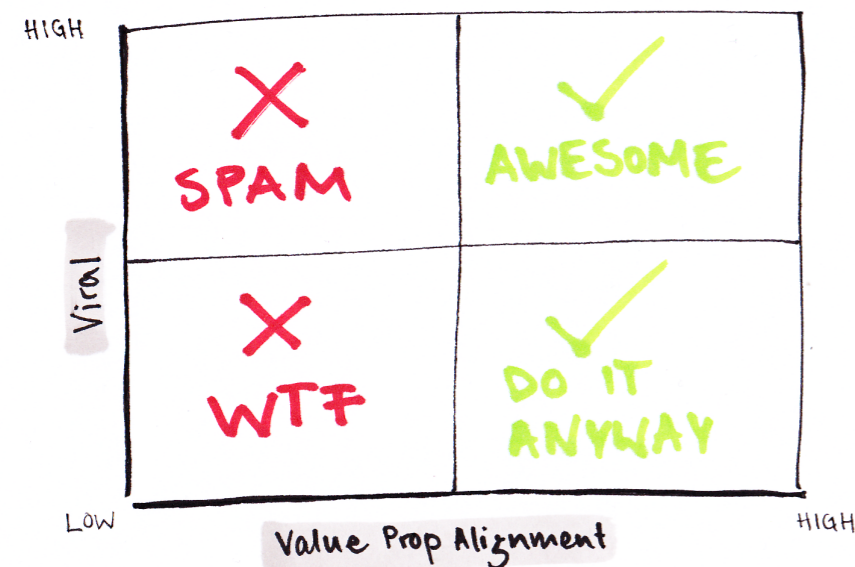 HIGH
SPAM
AWESOME
Viral
WTF
DO IT
ANYWAY
LOW
HIGH
Value Prop Alignment